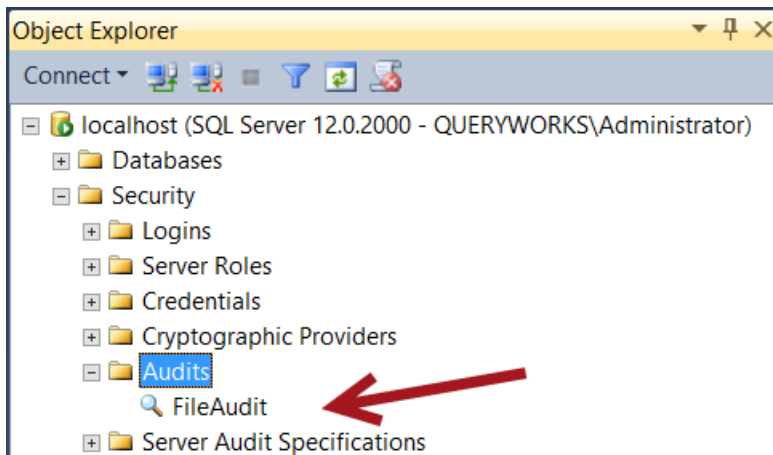 Object Explorer
Connect
localhost (SQL Server 12.0.2000 - QUERYWORKS\Administrator)
Databases
Security
Logins
Server Roles
Credentials
Cryptographic Providers
Audits
FileAudit
Server Audit Specifications